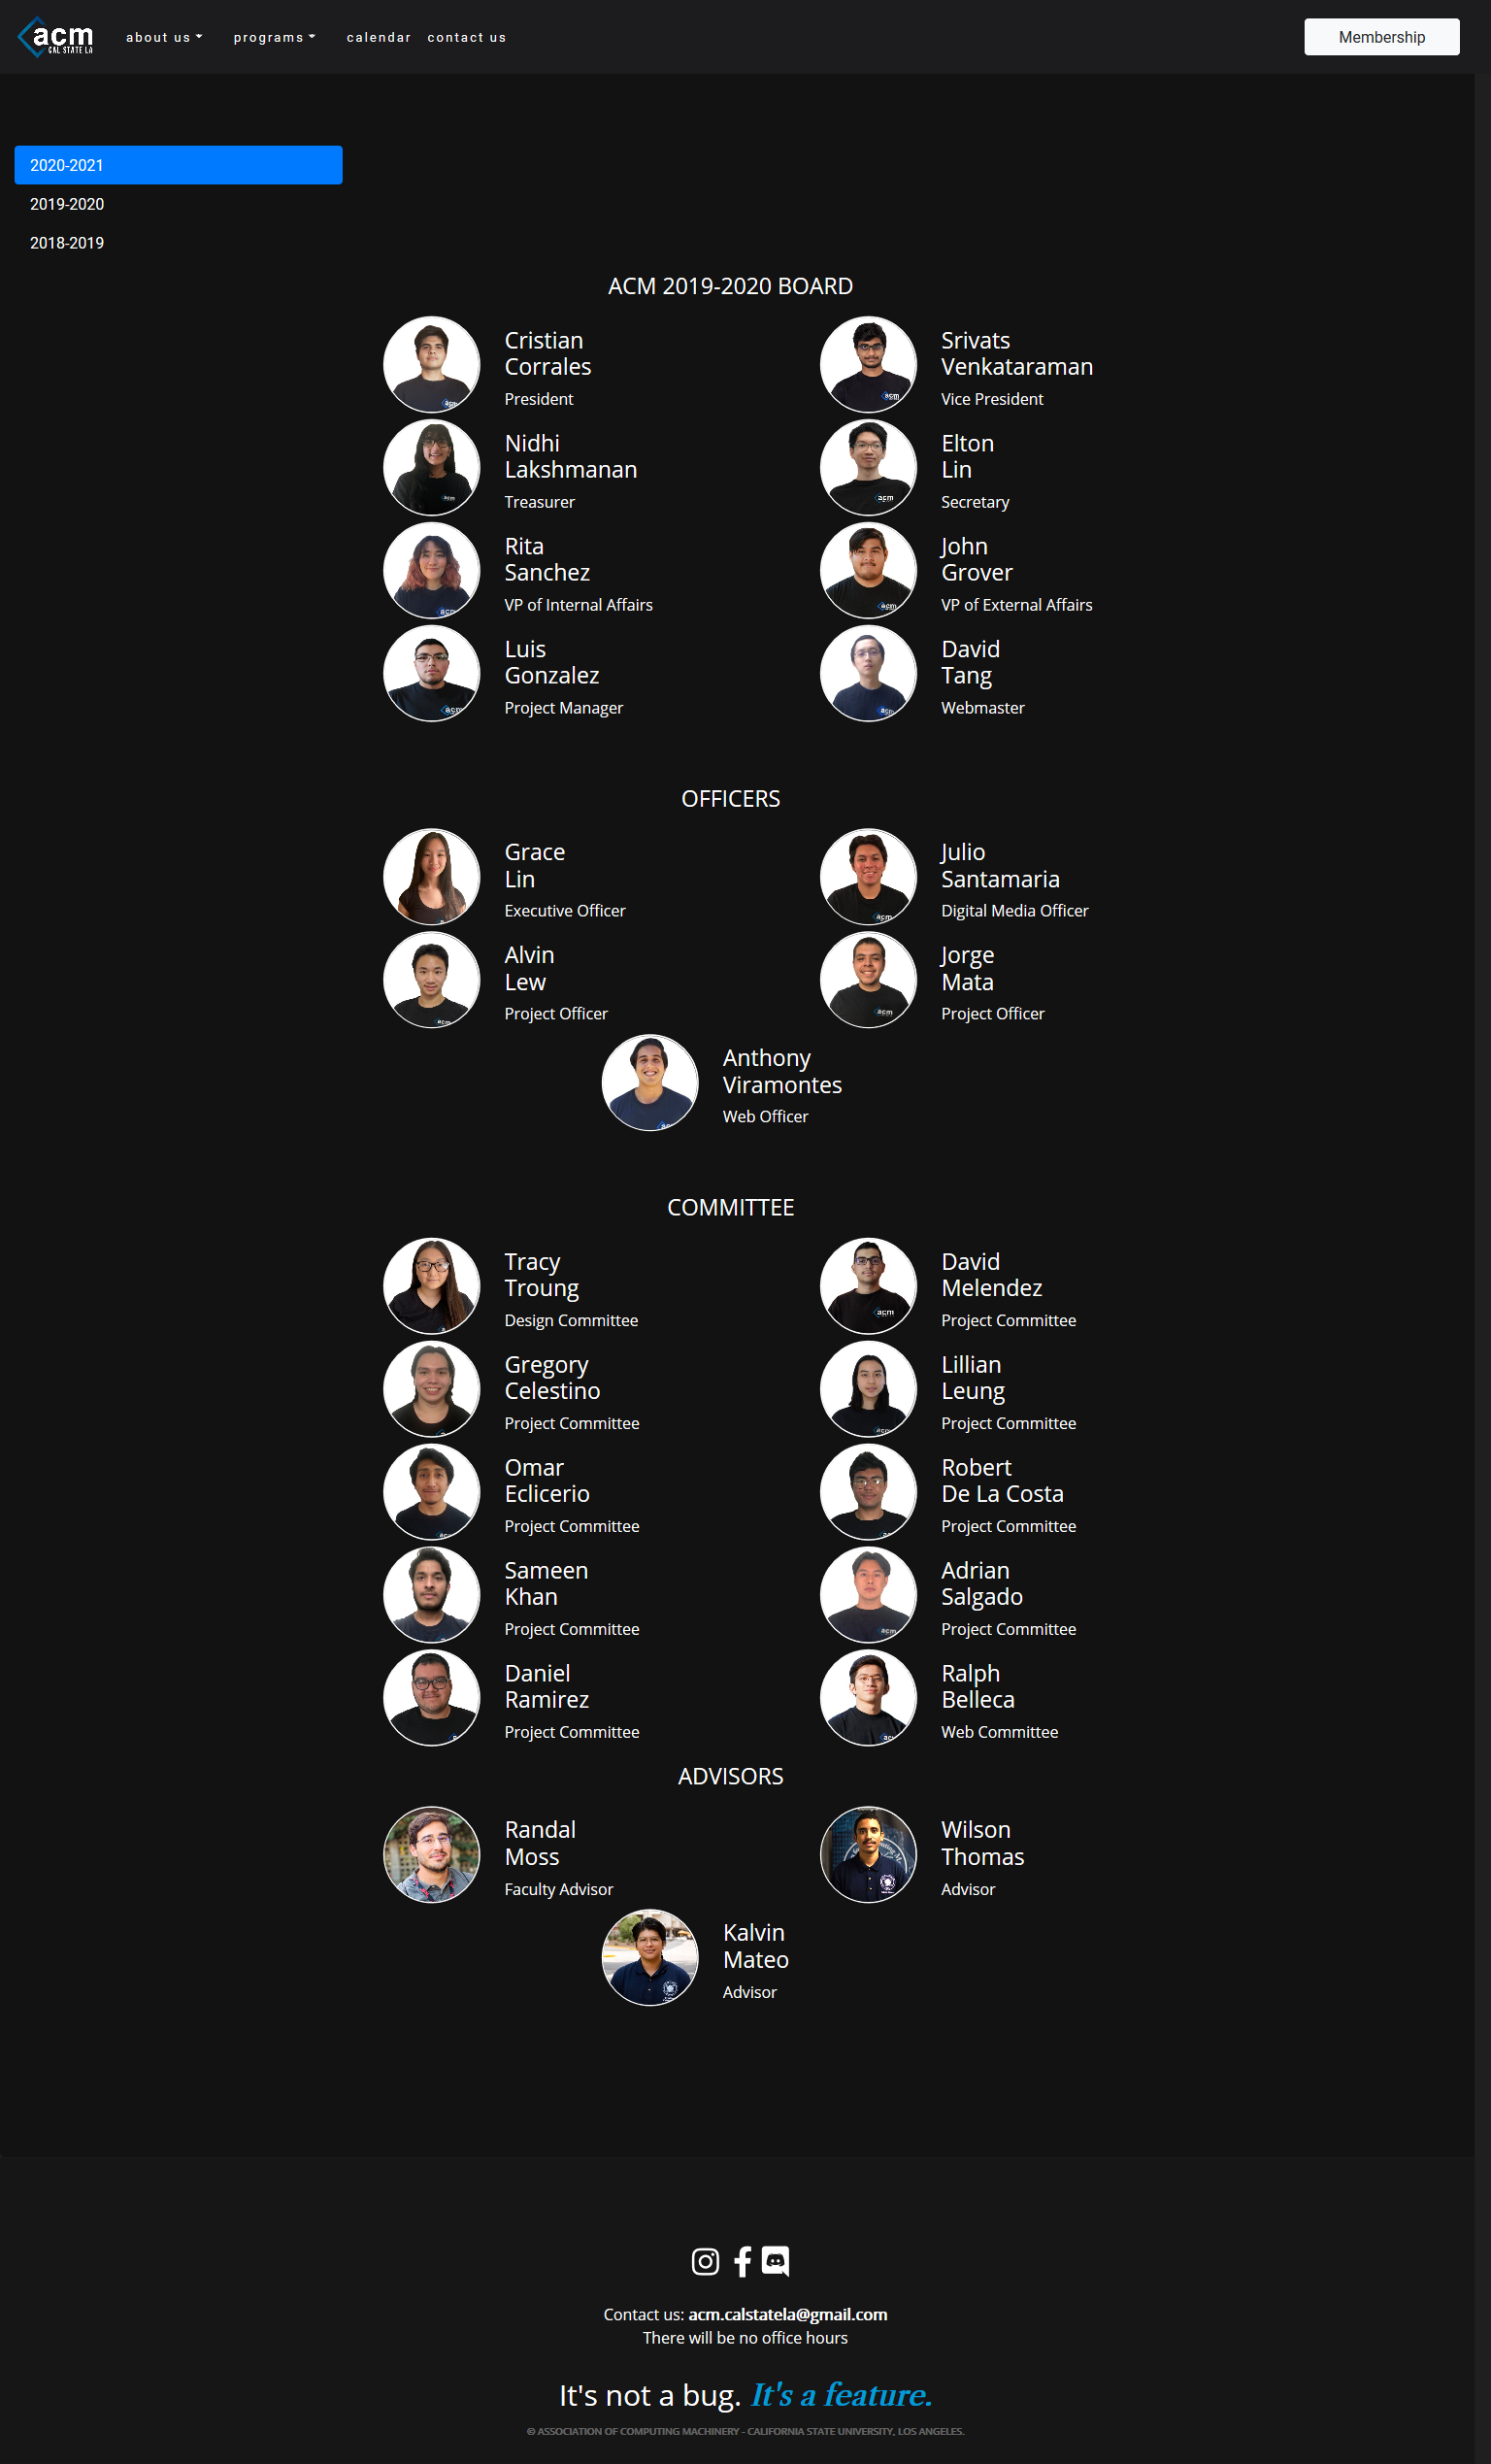 acm
CAL STATE LA
about us
programs
calendar
contact us
Membership
2020-2021
2019-2020
2018-2019
ACM 2019-2020 BOARD
Cristian
Corrales
President
Srivats
Venkataraman
Vice President
Nidhi
Lakshmanan
Treasurer
Elton
Lin
Secretary
Rita
Sanchez
VP of Internal Affairs
John
Grover
VP of External Affairs
Luis
Gonzalez
Project Manager
David
Tang
Webmaster
OFFICERS
Grace
Lin
Executive Officer
Julio
Santamaria
Digital Media Officer
Alvin
Lew
Project Officer
Jorge
Mata
Project Officer
Anthony
Viramontes
Web Officer
COMMITTEE
Tracy
Troung
Design Committee
David
Melendez
Project Committee
Gregory
Celestino
Project Committee
Lillian
Leung
Project Committee
Omar
Eclicerio
Project Committee
Robert
De La Costa
Project Committee
Sameen
Khan
Project Committee
Adrian
Salgado
Project Committee
Daniel
Ramirez
Project Committee
Ralph
Belleca
Web Committee
ADVISORS
Randal
Moss
Faculty Advisor
Wilson
Thomas
Advisor
Kalvin
Mateo
Advisor
Contact us: acm.calstatela@gmail.com
There will be no office hours
It's not a bug. It's a feature.
© ASSOCIATION OF COMPUTING MACHINERY - CALIFORNIA STATE UNIVERSITY, LOS ANGELES.